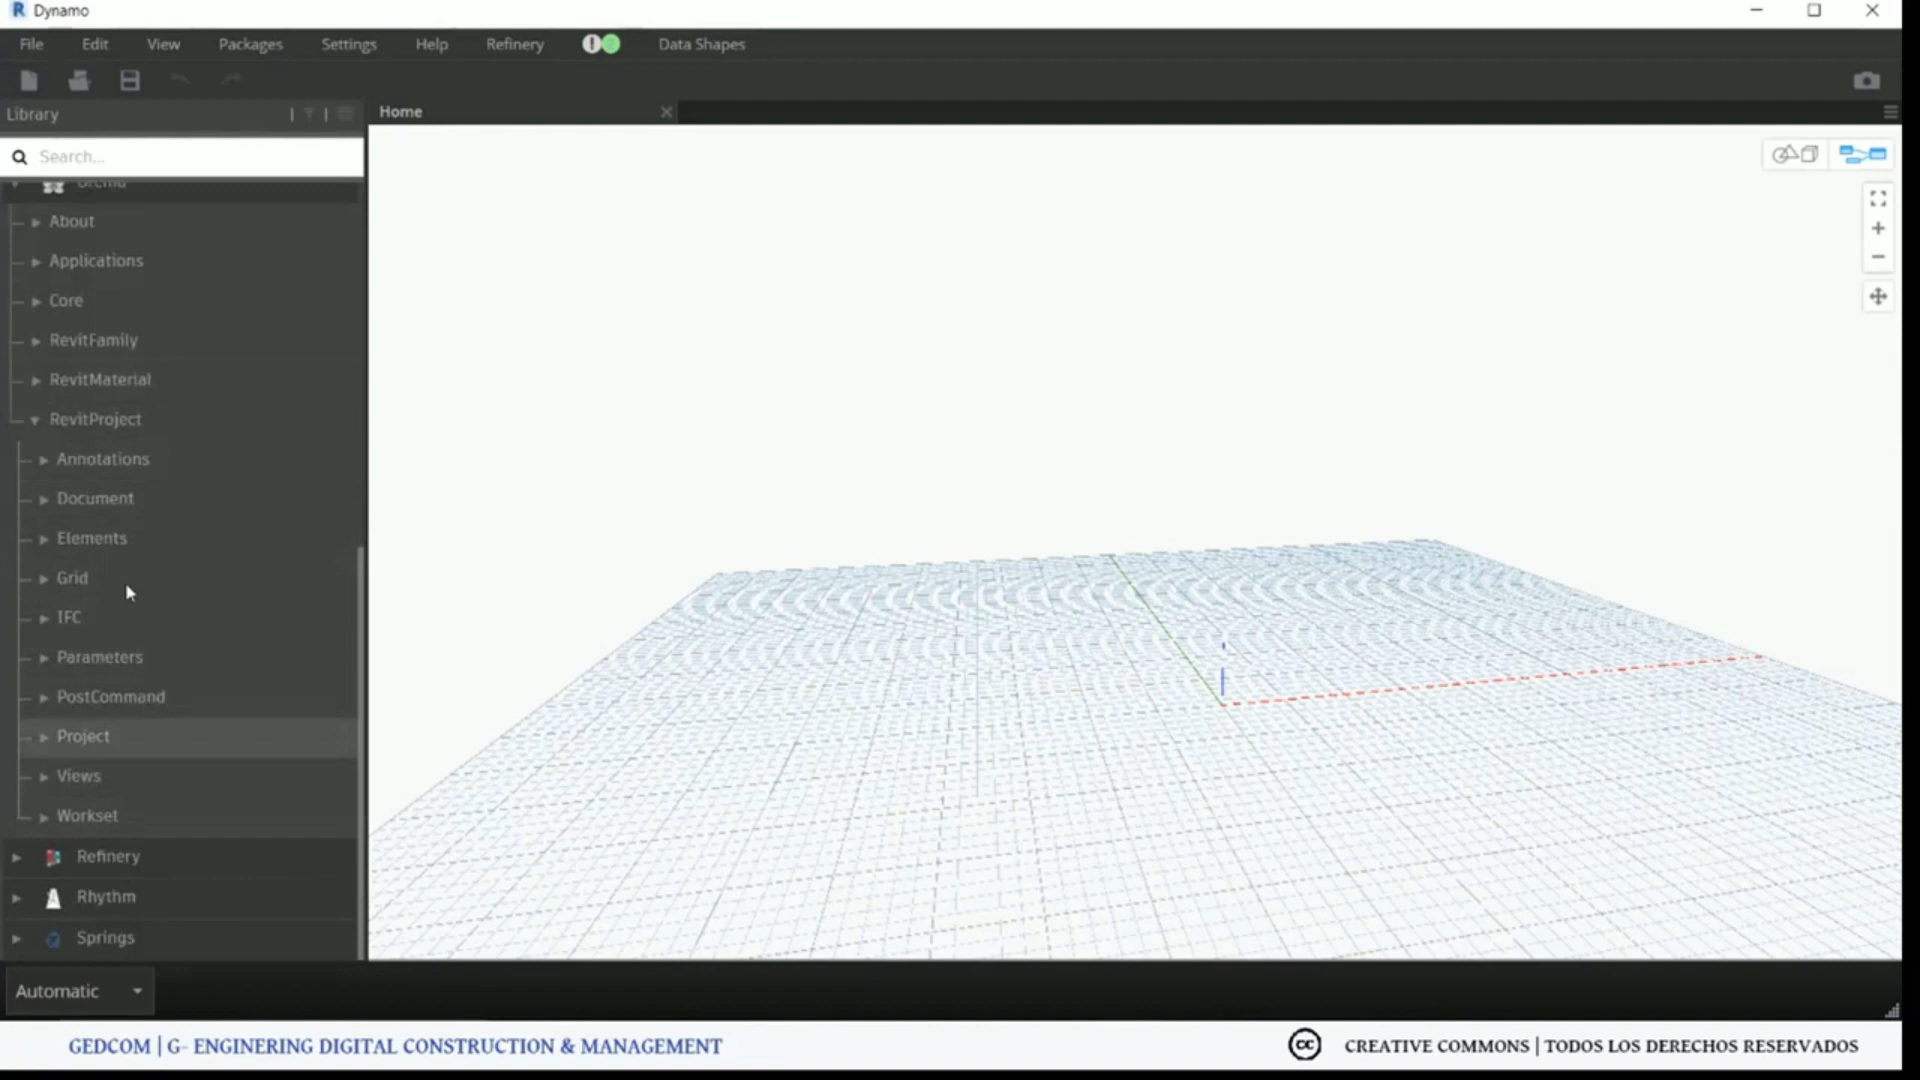 R Dynamo
File Edit View Packages Settings Help Refinery Data Shapes
Library
Home
Search...
Orchid
About
Applications
Core
RevitFamily
RevitMaterial
RevitProject
Annotations
Document
Elements
Grid
IFC
Parameters
PostCommand
Project
Views
Workset
Refinery
Rhythm
Springs
Automatic
GEDCOM | G- ENGINERING DIGITAL CONSTRUCTION & MANAGEMENT
cc CREATIVE COMMONS | TODOS LOS DERECHOS RESERVADOS